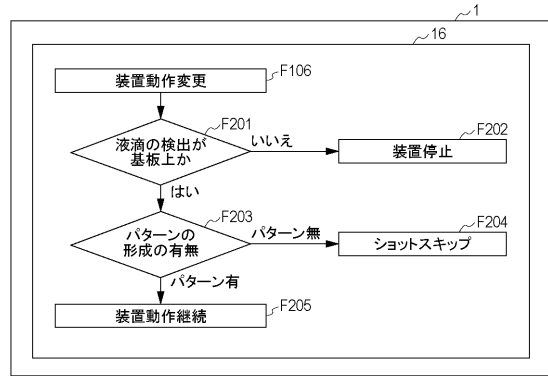 1
16
装置動作変更
F106
液滴の検出が
基板上か
F201
いいえ
装置停止
F202
はい
パターンの
形成の有無
F203
パターン無
ショットスキップ
F204
パターン有
装置動作継続
F205